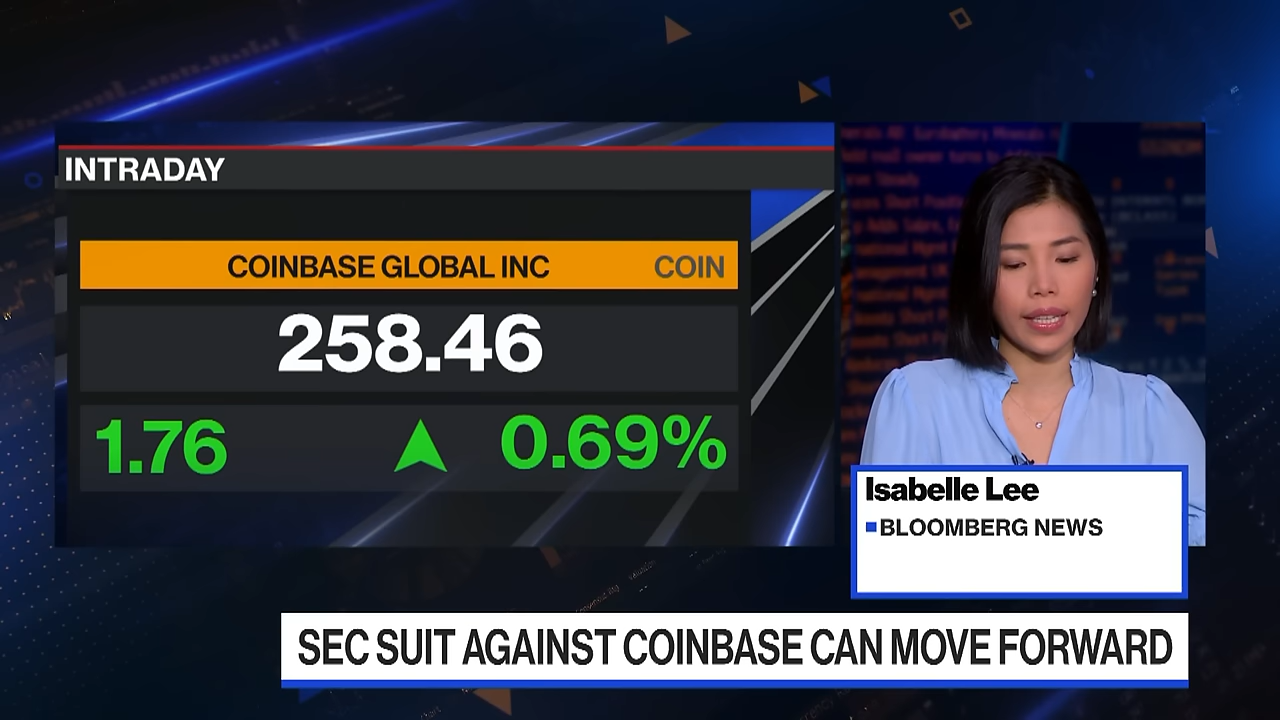 INTRADAY
COINBASE GLOBAL INC COIN
258.46
1.76 0.69%
Isabelle Lee
BLOOMBERG NEWS
SEC SUIT AGAINST COINBASE CAN MOVE FORWARD